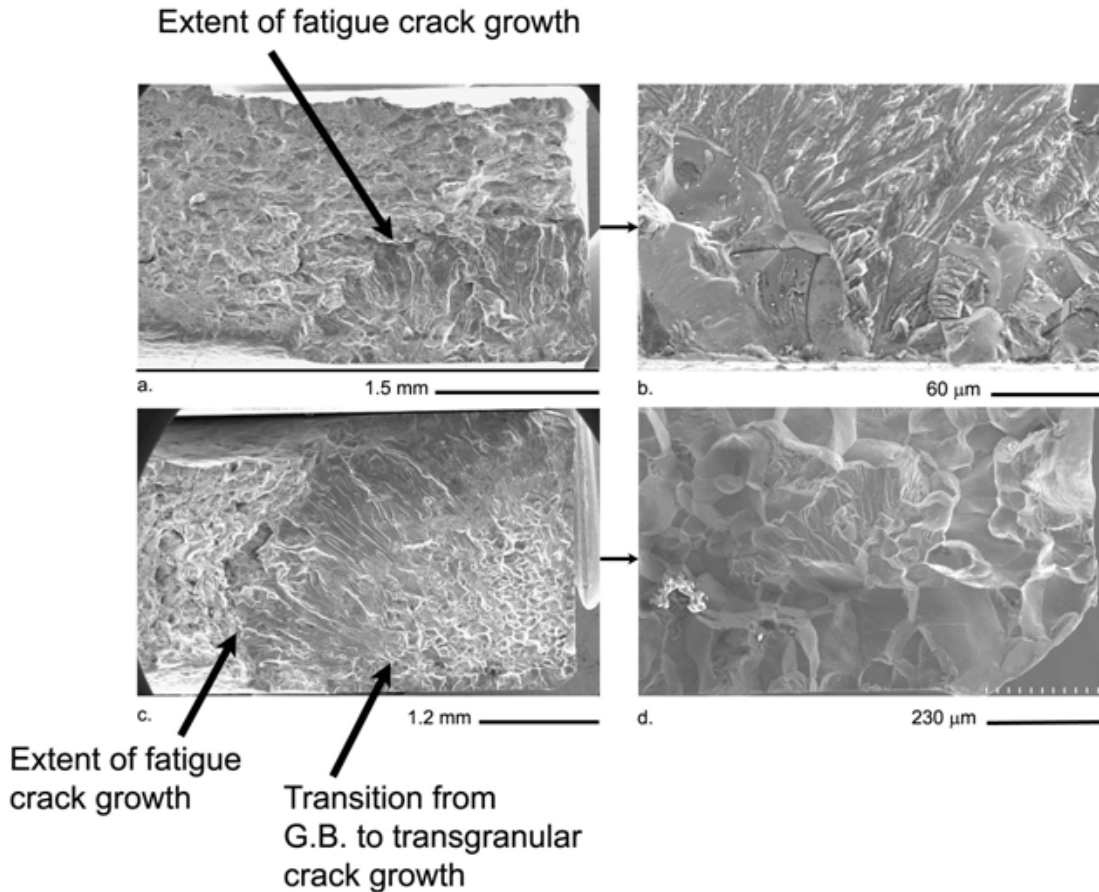 Extent of fatigue crack growth
a.
1.5 mm
b.
60 μm
c.
1.2 mm
d.
230 μm
Extent of fatigue
crack growth
Transition from
G.B. to transgranular
crack growth